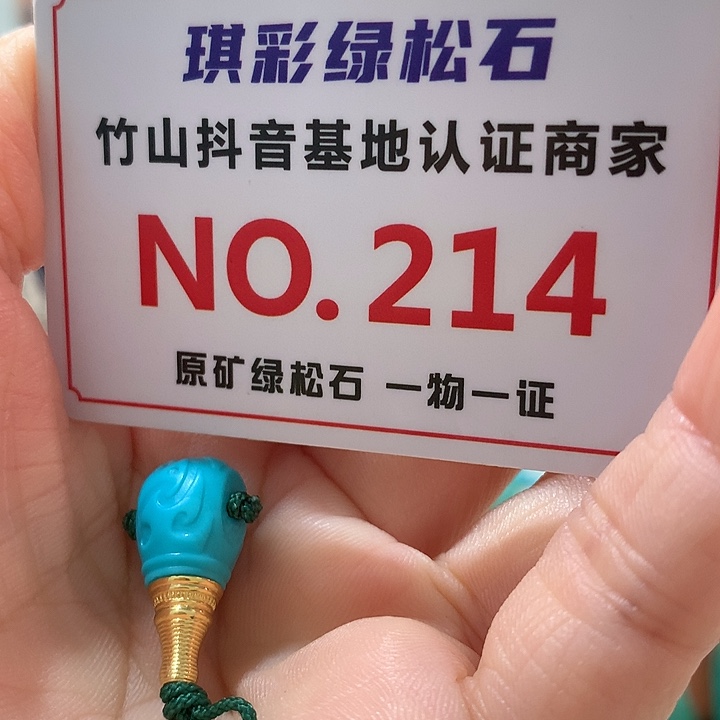 琪彩绿松石
竹山抖音基地认证商家
NO.214
原矿绿松石 一物一证